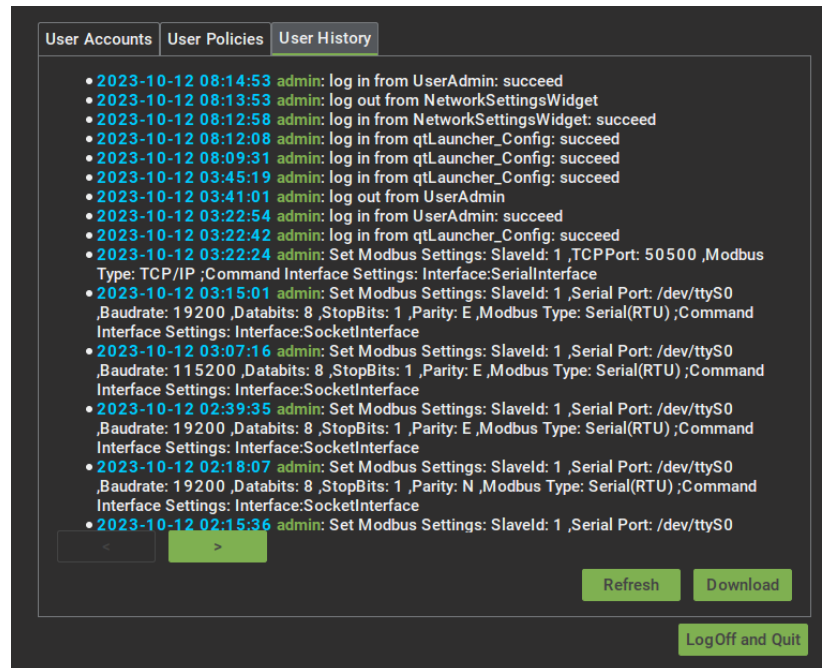 User Accounts User Policies User History
• 2023-10-12 08:14:53 admin: log in from UserAdmin: succeed
• 2023-10-12 08:13:53 admin: log out from NetworkSettingsWidget
• 2023-10-12 08:12:58 admin: log in from NetworkSettingsWidget: succeed
• 2023-10-12 08:12:08 admin: log in from qtLauncher_Config: succeed
• 2023-10-12 08:09:31 admin: log in from qtLauncher_Config: succeed
• 2023-10-12 03:45:19 admin: log in from qtLauncher_Config: succeed
• 2023-10-12 03:41:01 admin: log out from UserAdmin
• 2023-10-12 03:22:54 admin: log in from UserAdmin: succeed
• 2023-10-12 03:22:42 admin: log in from qtLauncher_Config: succeed
• 2023-10-12 03:22:24 admin: Set Modbus Settings: SlaveId: 1 ,TCPPort: 50500 ,Modbus
Type: TCP/IP ;Command Interface Settings: Interface:SerialInterface
• 2023-10-12 03:15:01 admin: Set Modbus Settings: SlaveId: 1 ,Serial Port: /dev/ttyS0
,Baudrate: 19200 ,Databits: 8 ,StopBits: 1 ,Parity: E ,Modbus Type: Serial(RTU) ;Command
Interface Settings: Interface:SocketInterface
• 2023-10-12 03:07:16 admin: Set Modbus Settings: SlaveId: 1 ,Serial Port: /dev/ttyS0
,Baudrate: 115200 ,Databits: 8 ,StopBits: 1 ,Parity: E ,Modbus Type: Serial(RTU) ;Command
Interface Settings: Interface:SocketInterface
• 2023-10-12 02:39:35 admin: Set Modbus Settings: SlaveId: 1 ,Serial Port: /dev/ttyS0
,Baudrate: 19200 ,Databits: 8 ,StopBits: 1 ,Parity: E ,Modbus Type: Serial(RTU) ;Command
Interface Settings: Interface:SocketInterface
• 2023-10-12 02:18:07 admin: Set Modbus Settings: SlaveId: 1 ,Serial Port: /dev/ttyS0
,Baudrate: 19200 ,Databits: 8 ,StopBits: 1 ,Parity: N ,Modbus Type: Serial(RTU) ;Command
Interface Settings: Interface:SocketInterface
• 2023-10-12 02:15:36 admin: Set Modbus Settings: SlaveId: 1 ,Serial Port: /dev/ttyS0
< >
Refresh Download
LogOff and Quit